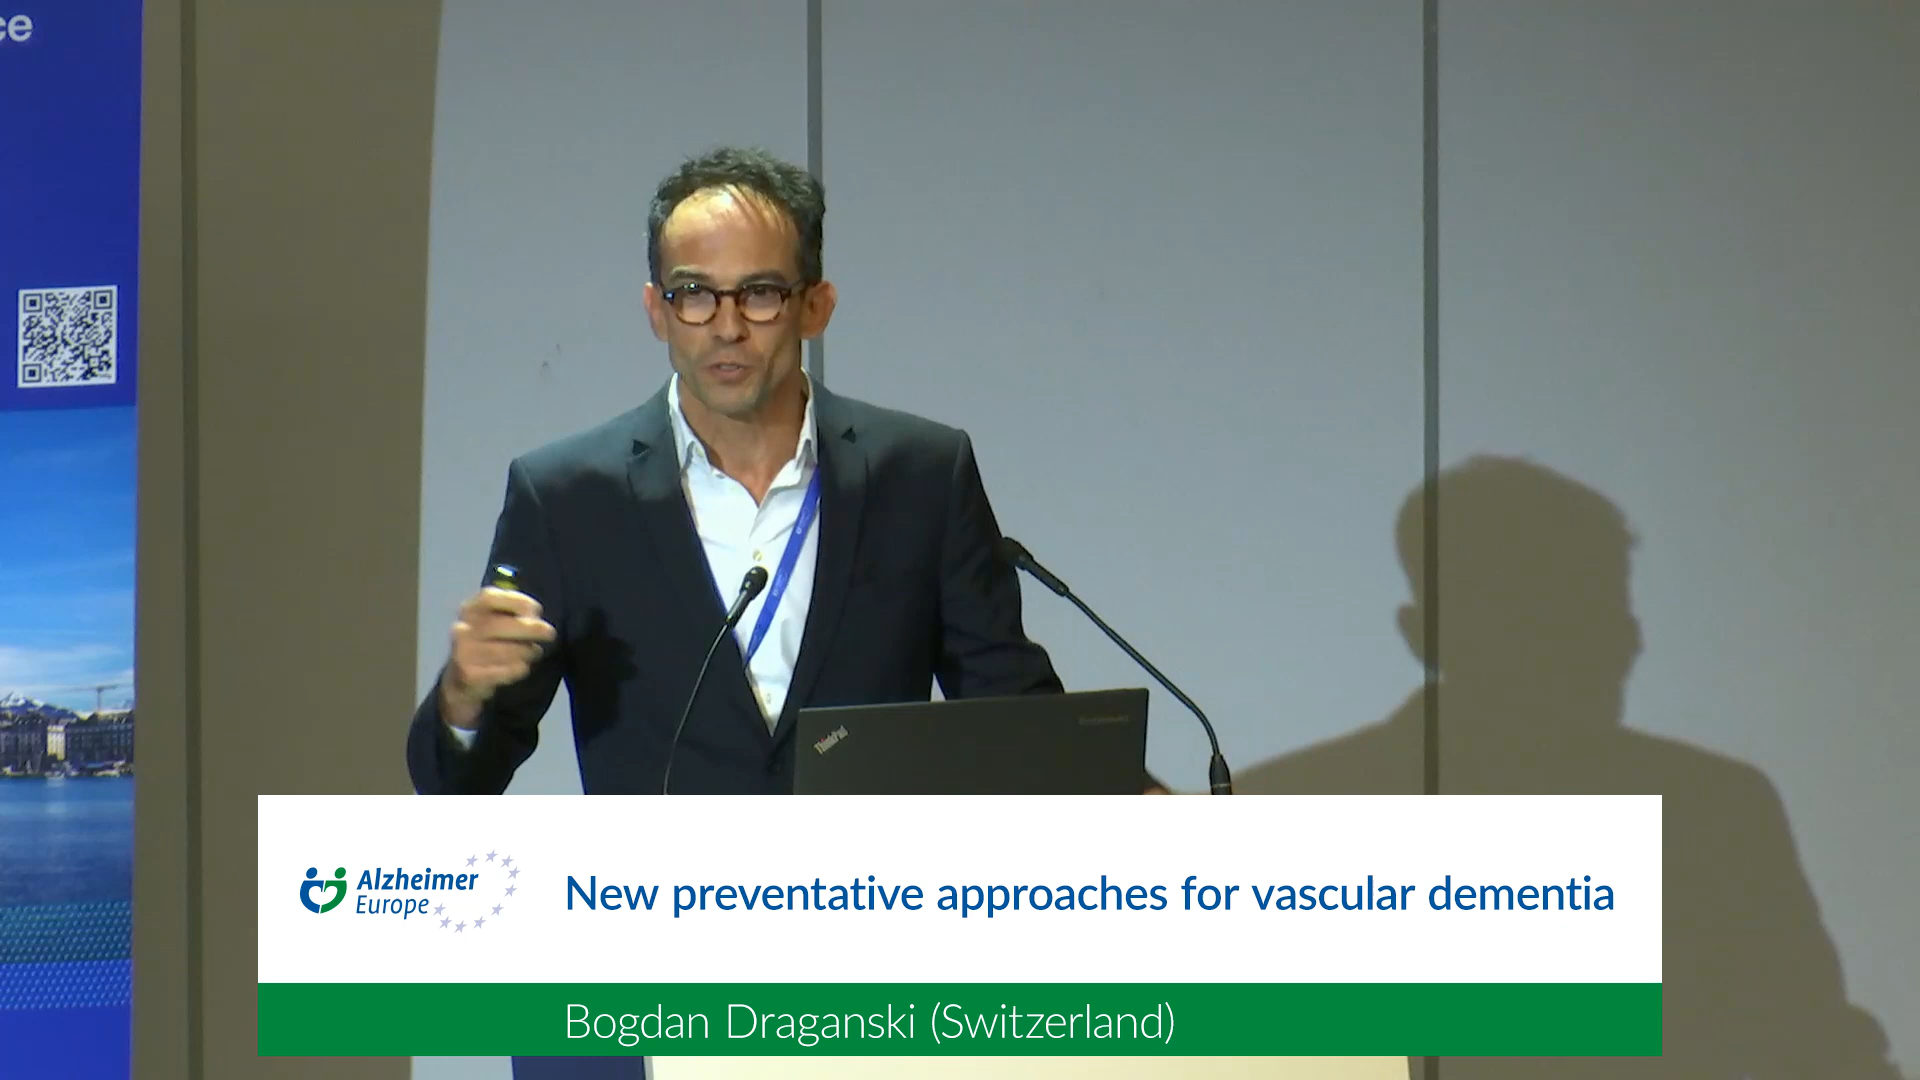 ce
ThinkPad
Alzheimer
Europe
New preventative approaches for vascular dementia
Bogdan Draganski (Switzerland)